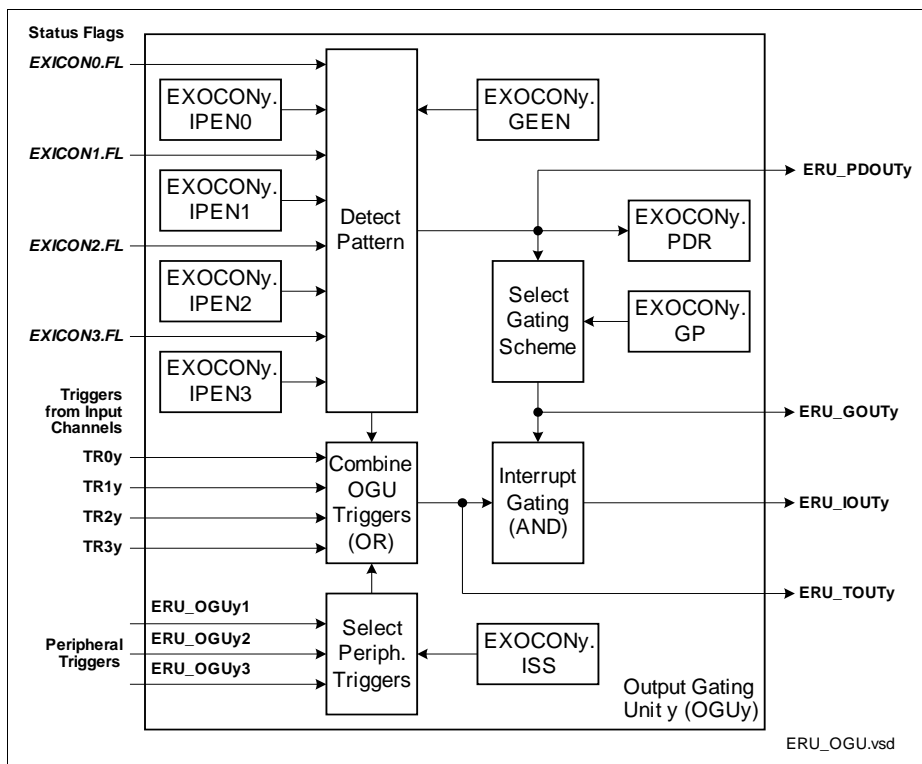 Status Flags
EXICON0.FL
EXOCONy.
IPEN0
EXOCONy.
GEEN
EXICON1.FL
EXOCONy.
IPEN1
ERU_PDOUTy
Detect
Pattern
EXOCONy.
PDR
EXICON2.FL
EXOCONy.
IPEN2
Select
Gating
Scheme
EXOCONy.
GP
EXICON3.FL
EXOCONy.
IPEN3
Triggers
from Input
Channels
ERU_GOUTy
TR0y
TR1y
TR2y
TR3y
Combine
OGU
Triggers
(OR)
Interrupt
Gating
(AND)
ERU_IOUTy
ERU_TOUTy
Peripheral
Triggers
ERU_OGUy1
ERU_OGUy2
ERU_OGUy3
Select
Periph.
Triggers
EXOCONy.
ISS
Output Gating
Unit y (OGUy)
ERU_OGU.vsd